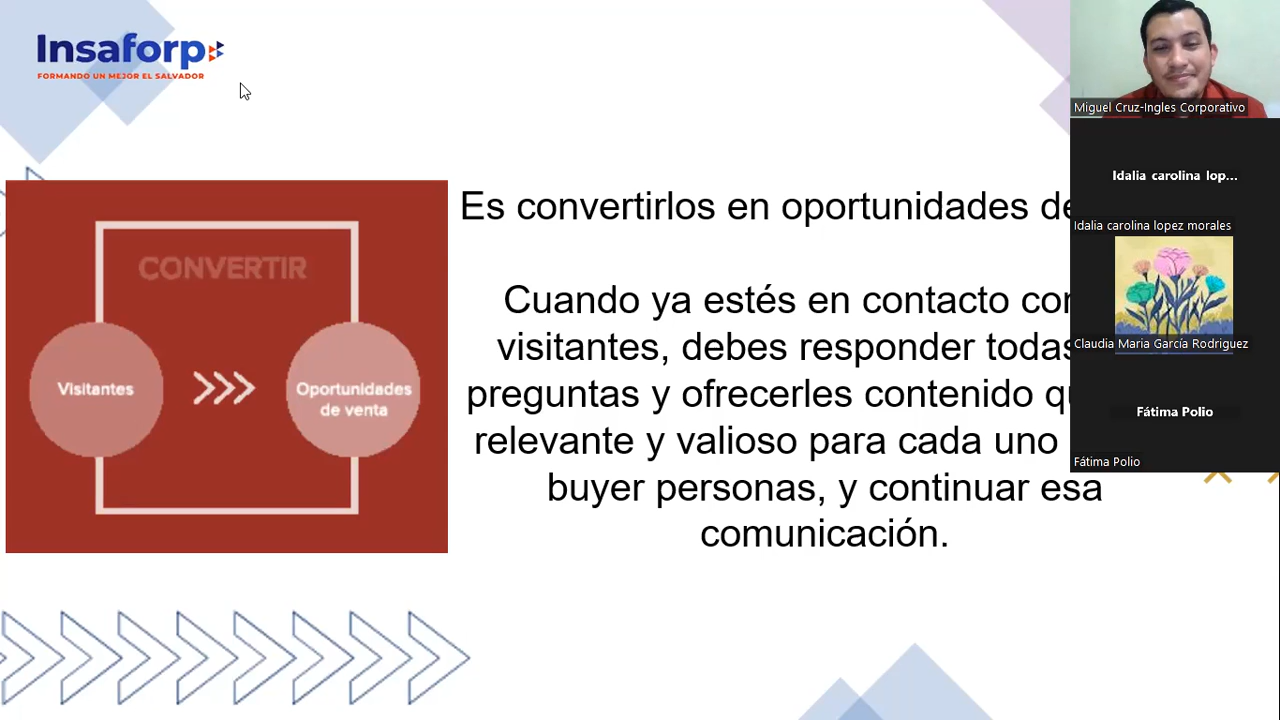 Insaforp
FORMANDO UN MEJOR EL SALVADOR
CONVERTIR
Visitantes
Oportunidades
de venta
Es convertirlos en oportunidades de
Cuando ya estés en contacto con
visitantes, debes responder todas
preguntas y ofrecerles contenido
relevante y valioso para cada uno
buyer personas, y continuar esa
comunicación.
Miguel Cruz-Ingles Corporativo
Idalia carolina lop...
Idalia carolina lopez morales
Claudia Maria García Rodriguez
Fátima Polio
Fátima Polio